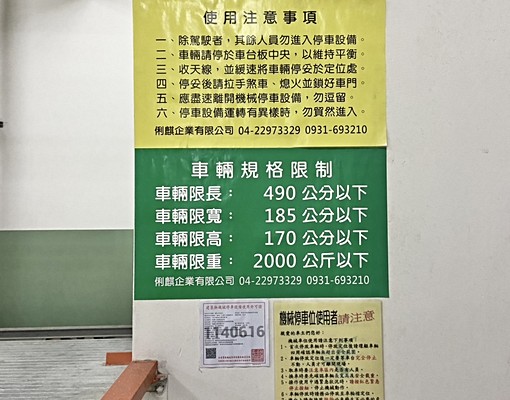 使用注意事項
一、除駕駛者，其餘人員勿進入停車設備。
二、車輛請停於車台板中央，以維持平衡。
三、收天線，並緩速將車輛停妥於定位處。
四、停妥後請拉手煞車、熄火並鎖好車門。
五、應盡速離開機械停車設備，勿逗留。
六、停車設備運轉有異樣時，勿貿然進入。
俐麒企業有限公司 04-22973329 0931-693210
車輛規格限制
車輛限長： 490 公分以下
車輛限寬： 185 公分以下
車輛限高： 170 公分以下
車輛限重： 2000 公斤以下
俐麒企業有限公司 04-22973329 0931-693210
1140616
機械停車位使用者請注意
親愛的車主們您好：